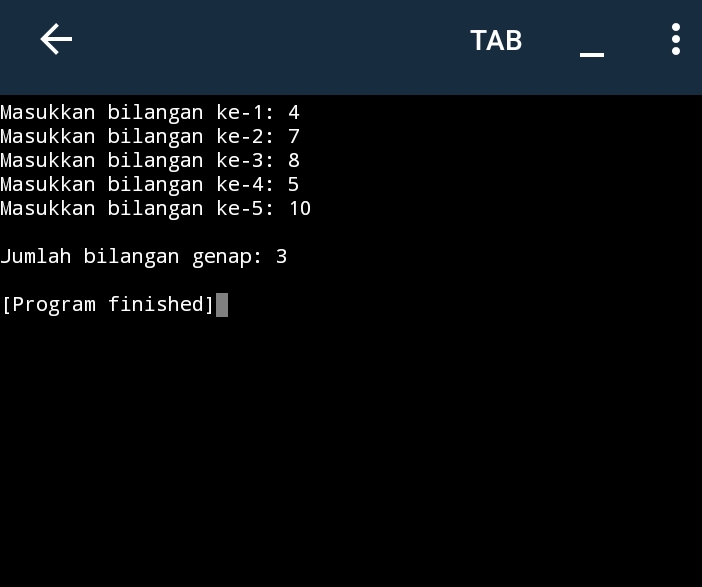 TAB
Masukkan bilangan ke-1: 4
Masukkan bilangan ke-2: 7
Masukkan bilangan ke-3: 8
Masukkan bilangan ke-4: 5
Masukkan bilangan ke-5: 10
Jumlah bilangan genap: 3
[Program finished]